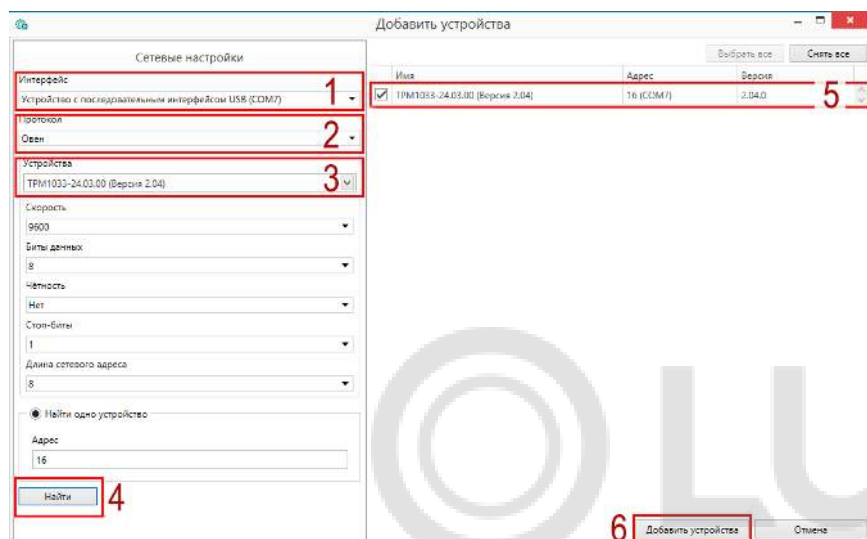 Добавить устройства
Сетевые настройки
Интерфейс
Устройство с последовательным интерфейсом USB (COM7)
1
Протокол
Овен
2
Устройства
ТРМ1033-24.03.00 (Версия 2.04)
3
Скорость
9600
Биты данных
8
Чётность
Нет
Стоп-биты
1
Длина сетевого адреса
8
Найти одно устройство
Адрес
16
Найти
4
Выбрать все
Снять все
Имя
Адрес
Версия
ТРМ1033-24.03.00 (Версия 2.04)
16 (COM7)
2.04.0
5
OLU
6
Добавить устройства
Отмена